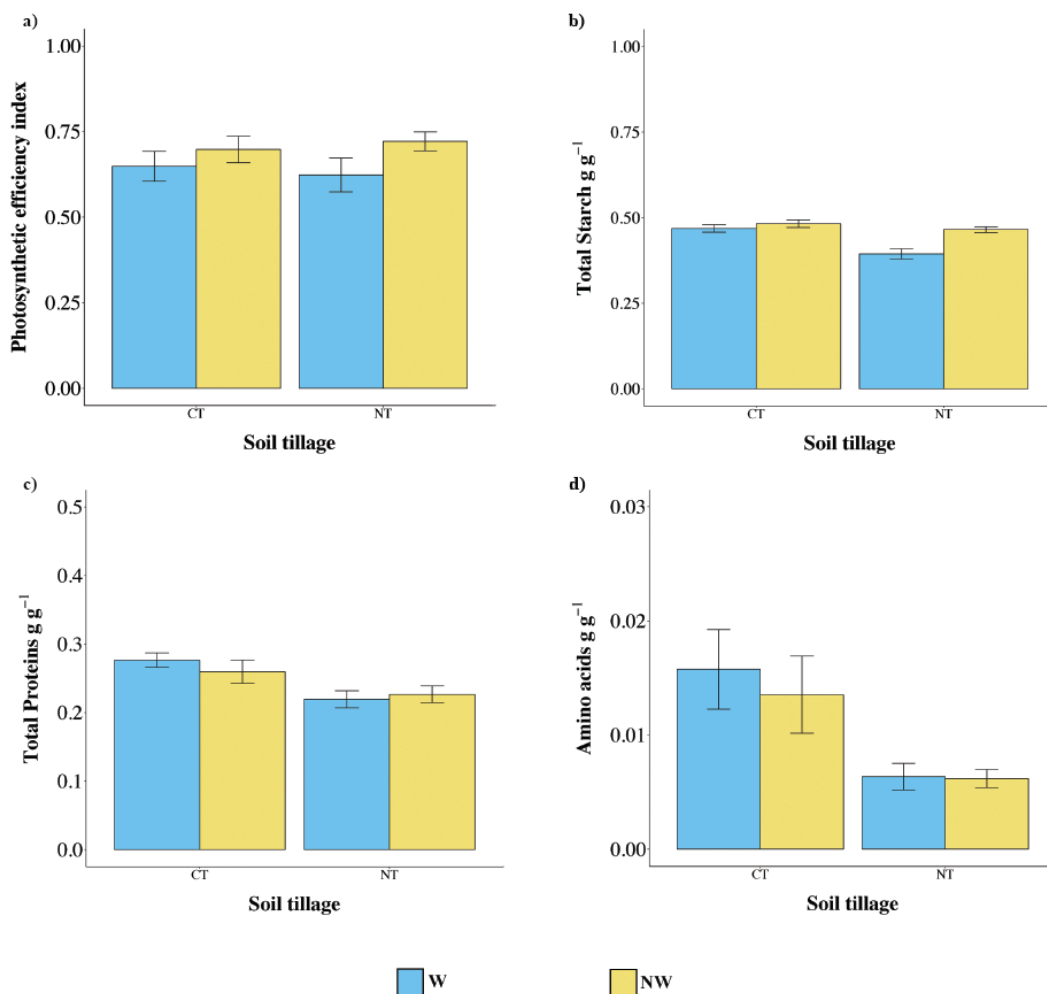 a)
Photosynthetic efficiency index
1.00
0.75
0.50
0.25
0.00
CT
NT
Soil tillage
b)
Total Starch g g⁻¹
1.00
0.75
0.50
0.25
0.00
CT
NT
Soil tillage
c)
Total Proteins g g⁻¹
0.5
0.4
0.3
0.2
0.1
0.0
CT
NT
Soil tillage
d)
Amino acids g g⁻¹
0.03
0.02
0.01
0.00
CT
NT
Soil tillage
W
NW